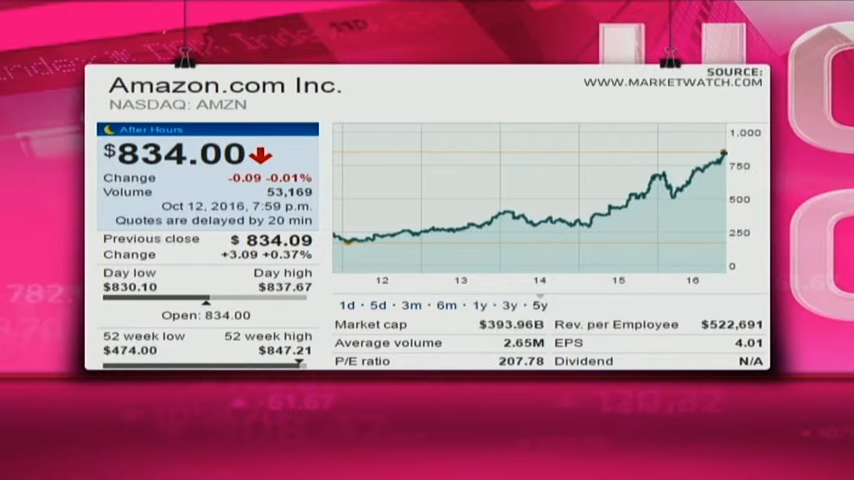 Amazon.com Inc.
NASDAQ: AMZN
SOURCE:
WWW.MARKETWATCH.COM
After Hours
$834.00
Change -0.09 -0.01%
Volume 53,169
Oct 12, 2016, 7:59 p.m.
Quotes are delayed by 20 min
Previous close $ 834.09
Change +3.09 +0.37%
Day low Day high
$830.10 $837.67
Open: 834.00
52 week low 52 week high
$474.00 $847.21
1,000
750
500
250
0
12 13 14 15 16
1d · 5d · 3m · 6m · 1y · 3y · 5y
Market cap $393.96B Rev. per Employee $522,691
Average volume 2.65M EPS 4.01
P/E ratio 207.78 Dividend N/A